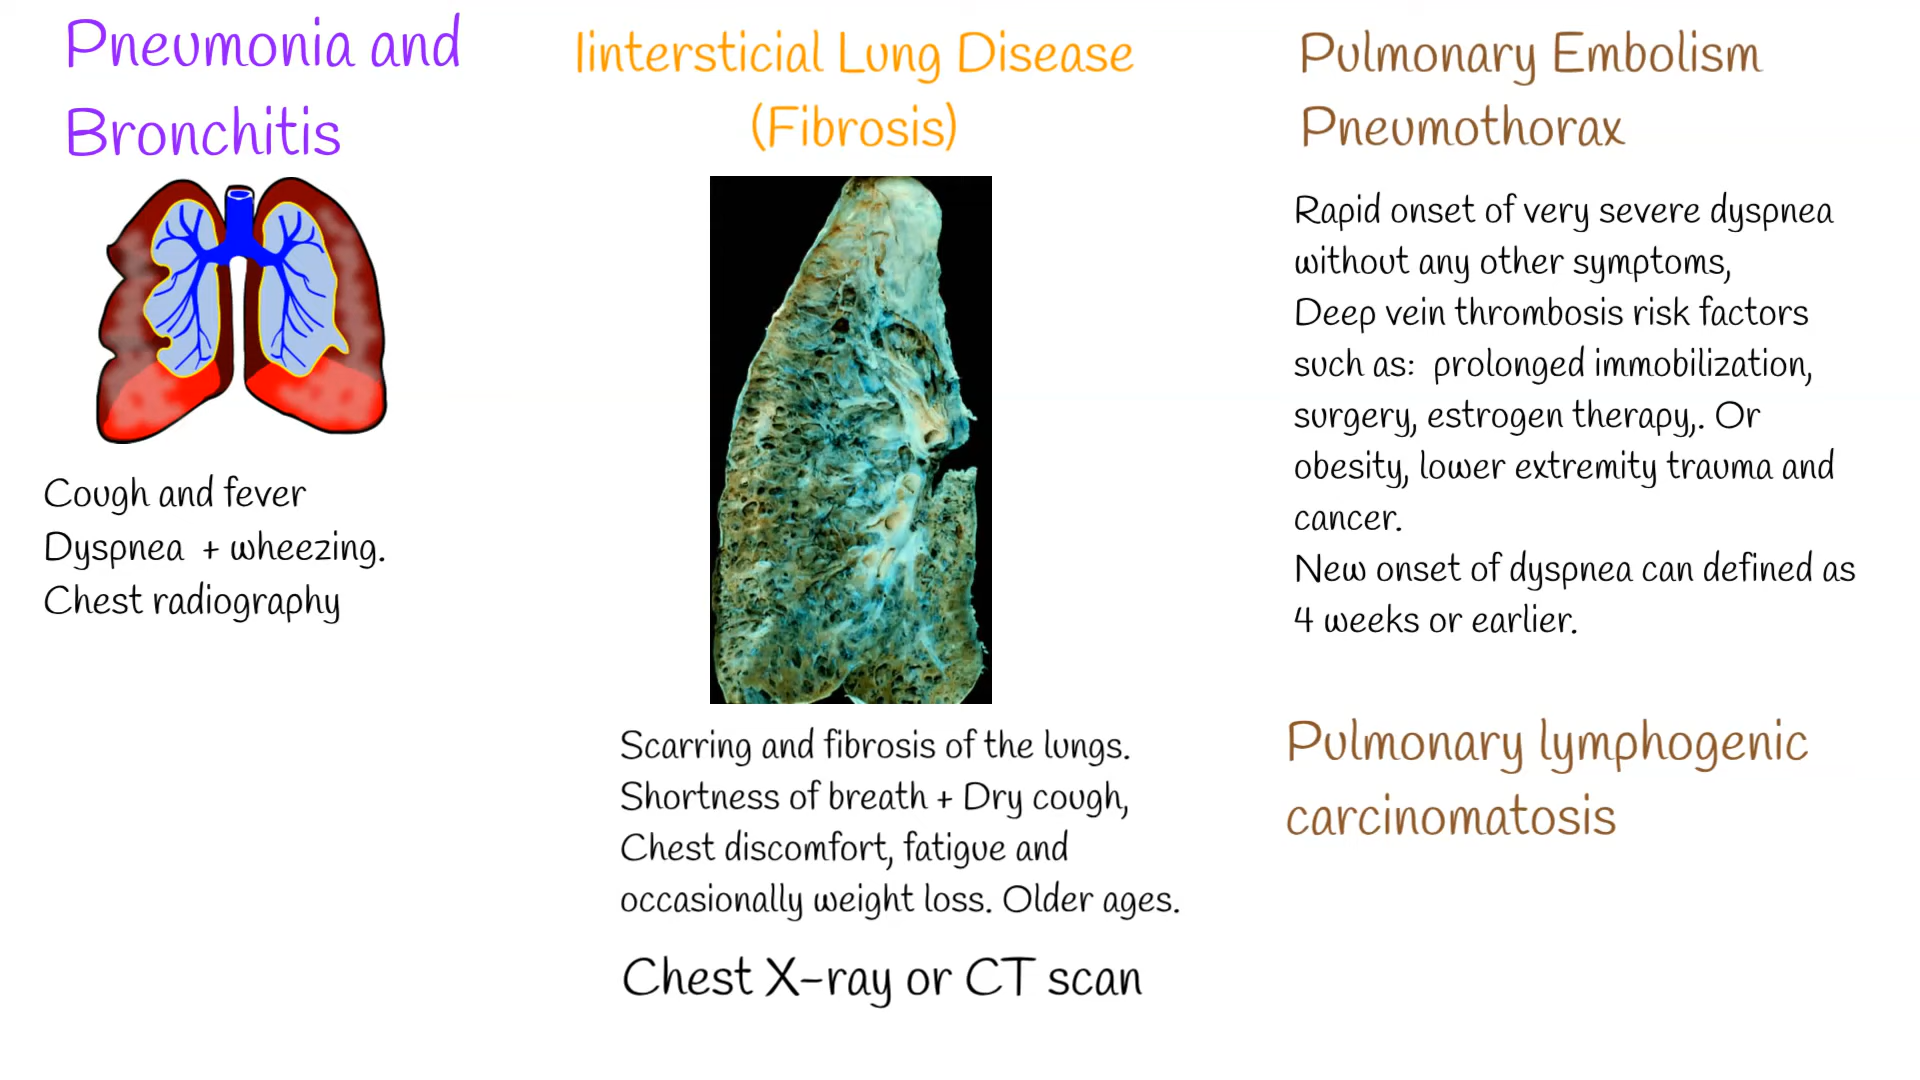 Pneumonia and
Bronchitis
Cough and fever
Dyspnea + wheezing.
Chest radiography
Iintersticial Lung Disease
(Fibrosis)
Scarring and fibrosis of the lungs.
Shortness of breath + Dry cough,
Chest discomfort, fatigue and
occasionally weight loss. Older ages.
Chest X-ray or CT scan
Pulmonary Embolism
Pneumothorax
Rapid onset of very severe dyspnea
without any other symptoms,
Deep vein thrombosis risk factors
such as: prolonged immobilization,
surgery, estrogen therapy,. Or
obesity, lower extremity trauma and
cancer.
New onset of dyspnea can defined as
4 weeks or earlier.
Pulmonary lymphogenic
carcinomatosis